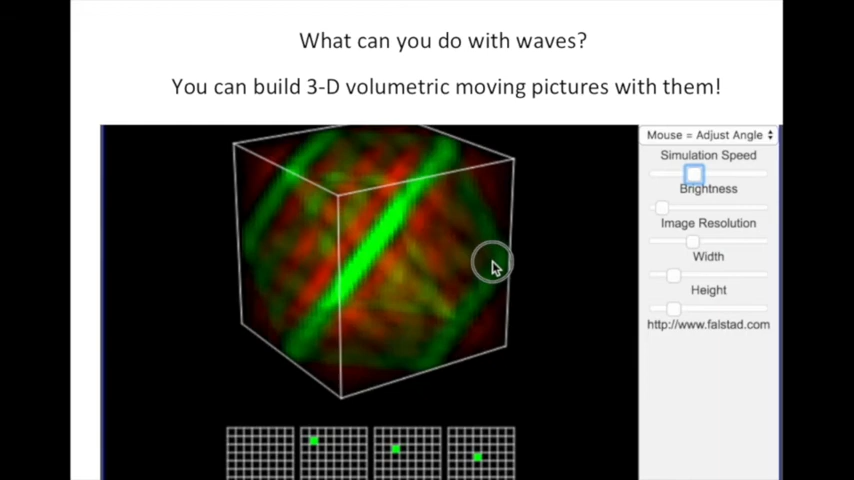 What can you do with waves?
You can build 3-D volumetric moving pictures with them!
Mouse = Adjust Angle
Simulation Speed
Brightness
Image Resolution
Width
Height
http://www.falstad.com